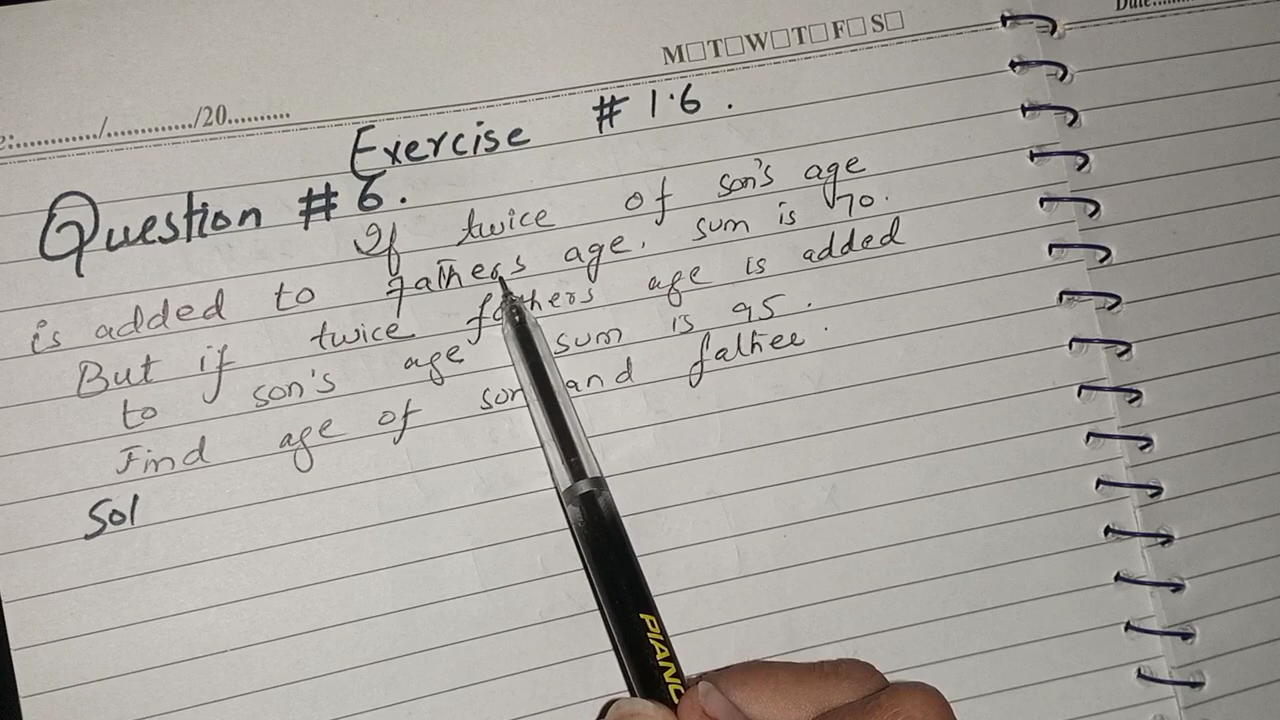 Date:.........
M□T□W□T□F□S□
e:............/............./20..........
Exercise # 1.6.
Question # 6.
If twice of son's age
is added to fathers age, sum is 70.
But if twice fathers age is added
to son's age sum is 95.
Find age of son and father.
Sol
PIANO